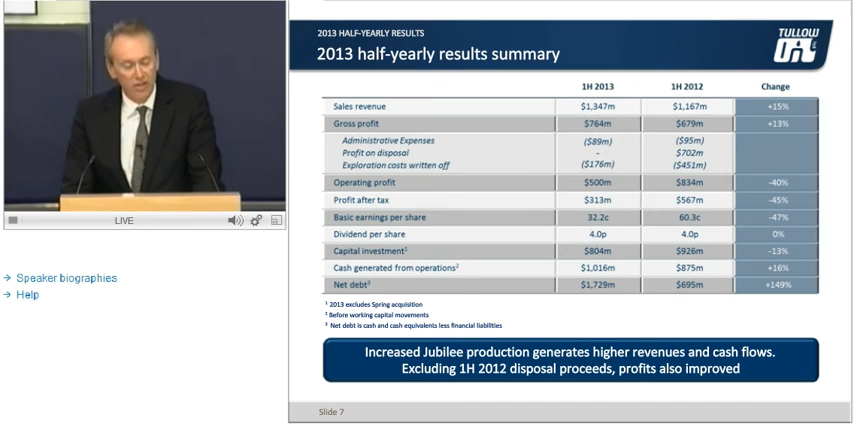 LIVE
Speaker biographies
Help
2013 HALF-YEARLY RESULTS
2013 half-yearly results summary
TULLOW
Oil
1H 2013 1H 2012 Change
Sales revenue $1,347m $1,167m +15%
Gross profit $764m $679m +13%
Administrative Expenses ($89m) ($95m)
Profit on disposal - $702m
Exploration costs written off ($176m) ($451m)
Operating profit $500m $834m -40%
Profit after tax $313m $567m -45%
Basic earnings per share 32.2c 60.3c -47%
Dividend per share 4.0p 4.0p 0%
Capital investment¹ $804m $926m -13%
Cash generated from operations² $1,016m $875m +16%
Net debt³ $1,729m $695m +149%
¹ 2013 excludes Spring acquisition
² Before working capital movements
³ Net debt is cash and cash equivalents less financial liabilities
Increased Jubilee production generates higher revenues and cash flows.
Excluding 1H 2012 disposal proceeds, profits also improved
Slide 7